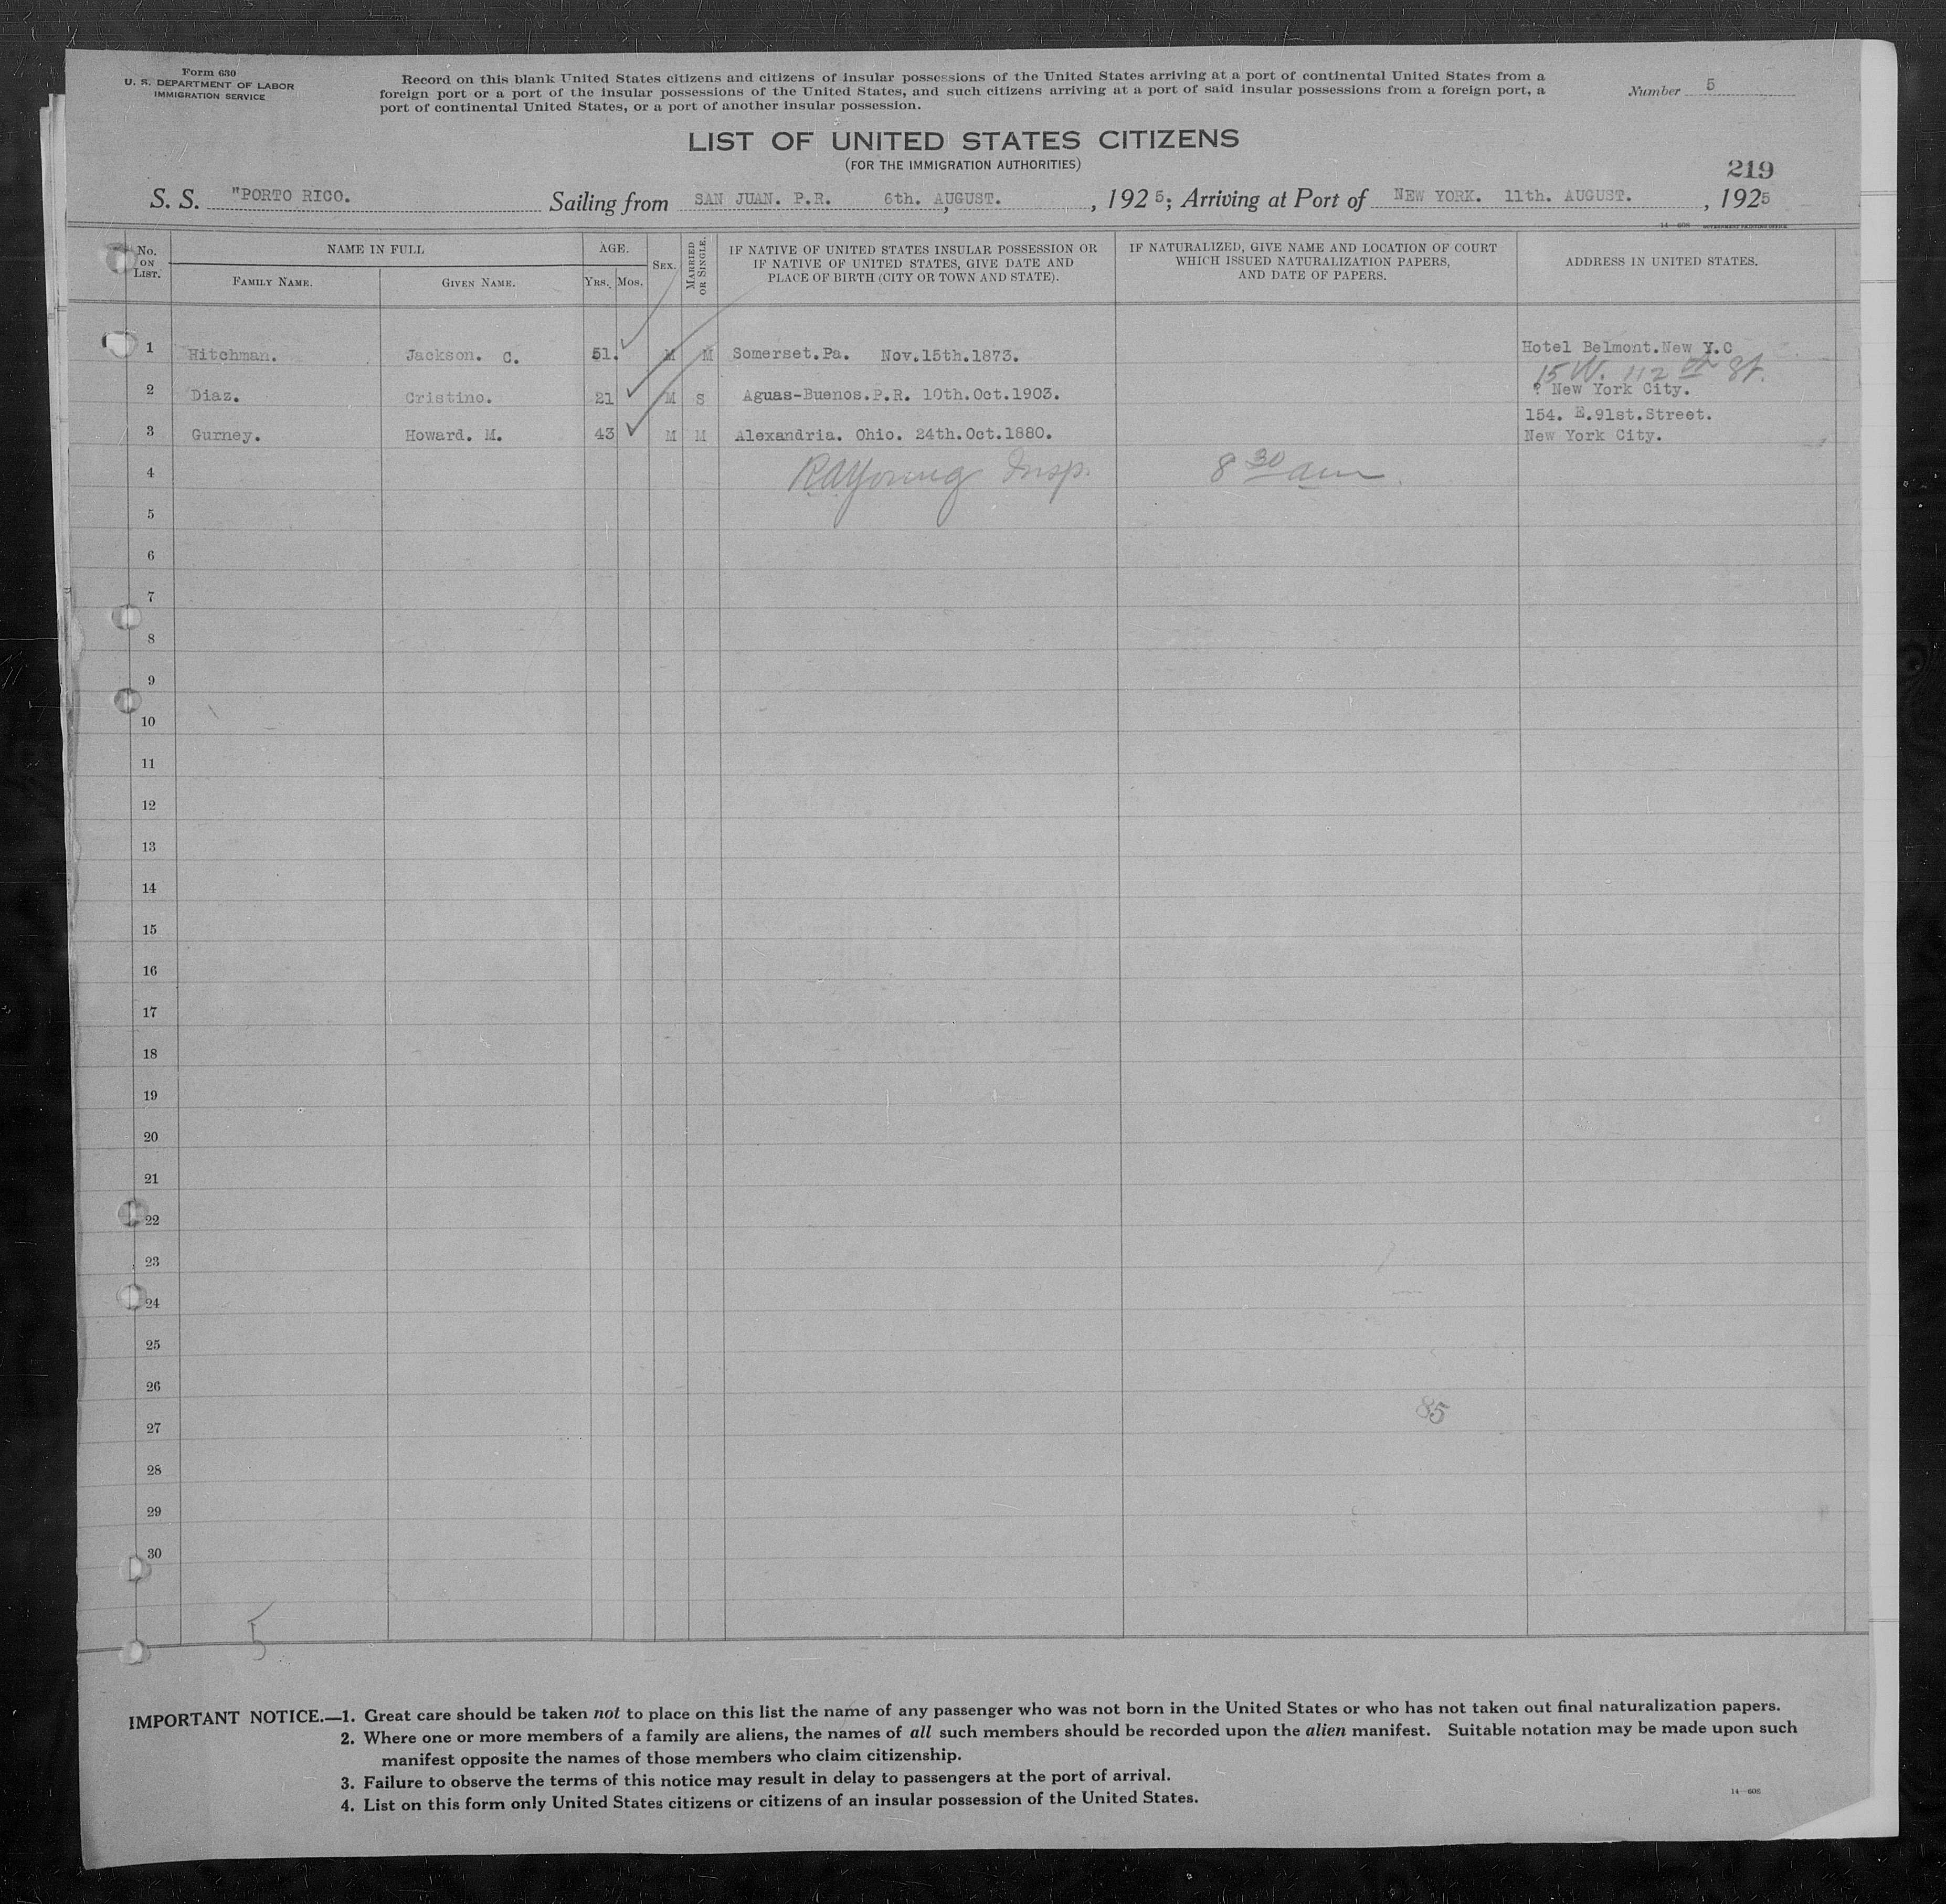 Form 630
U. S. DEPARTMENT OF LABOR
IMMIGRATION SERVICE
Record on this blank United States citizens and citizens of insular possessions of the United States arriving at a port of continental United States from a
foreign port or a port of the insular possessions of the United States, and such citizens arriving at a port of said insular possessions from a foreign port, a
port of continental United States, or a port of another insular possession.
Number 5
LIST OF UNITED STATES CITIZENS
(FOR THE IMMIGRATION AUTHORITIES)
219
S. S. "PORTO RICO. Sailing from SAN JUAN. P.R. 6th. AUGUST. , 1925; Arriving at Port of NEW YORK. 11th. AUGUST. , 1925
14—608 GOVERNMENT PRINTING OFFICE
No. ON LIST.
NAME IN FULL
FAMILY NAME.
GIVEN NAME.
AGE.
YRS. MOS.
SEX.
MARRIED OR SINGLE.
IF NATIVE OF UNITED STATES INSULAR POSSESSION OR
IF NATIVE OF UNITED STATES, GIVE DATE AND
PLACE OF BIRTH (CITY OR TOWN AND STATE).
IF NATURALIZED, GIVE NAME AND LOCATION OF COURT
WHICH ISSUED NATURALIZATION PAPERS,
AND DATE OF PAPERS.
ADDRESS IN UNITED STATES.
1 Hitchman. Jackson. C. 51. M M Somerset.Pa. Nov.15th.1873. Hotel Belmont.New Y.C
15 W. 112th St.
2 Diaz. Cristino. 21 M S Aguas-Buenos.P.R. 10th.Oct.1903. ? New York City.
154. E.91st.Street.
3 Gurney. Howard. M. 43 M M Alexandria. Ohio. 24th.Oct.1880. New York City.
4 RAYoung Insp. 8 30 am
5
6
7
8
9
10
11
12
13
14
15
16
17
18
19
20
21
22
23
24
25
26
85
27
28
29
30
5
IMPORTANT NOTICE.—1. Great care should be taken not to place on this list the name of any passenger who was not born in the United States or who has not taken out final naturalization papers.
2. Where one or more members of a family are aliens, the names of all such members should be recorded upon the alien manifest. Suitable notation may be made upon such
manifest opposite the names of those members who claim citizenship.
3. Failure to observe the terms of this notice may result in delay to passengers at the port of arrival.
4. List on this form only United States citizens or citizens of an insular possession of the United States.
14—608